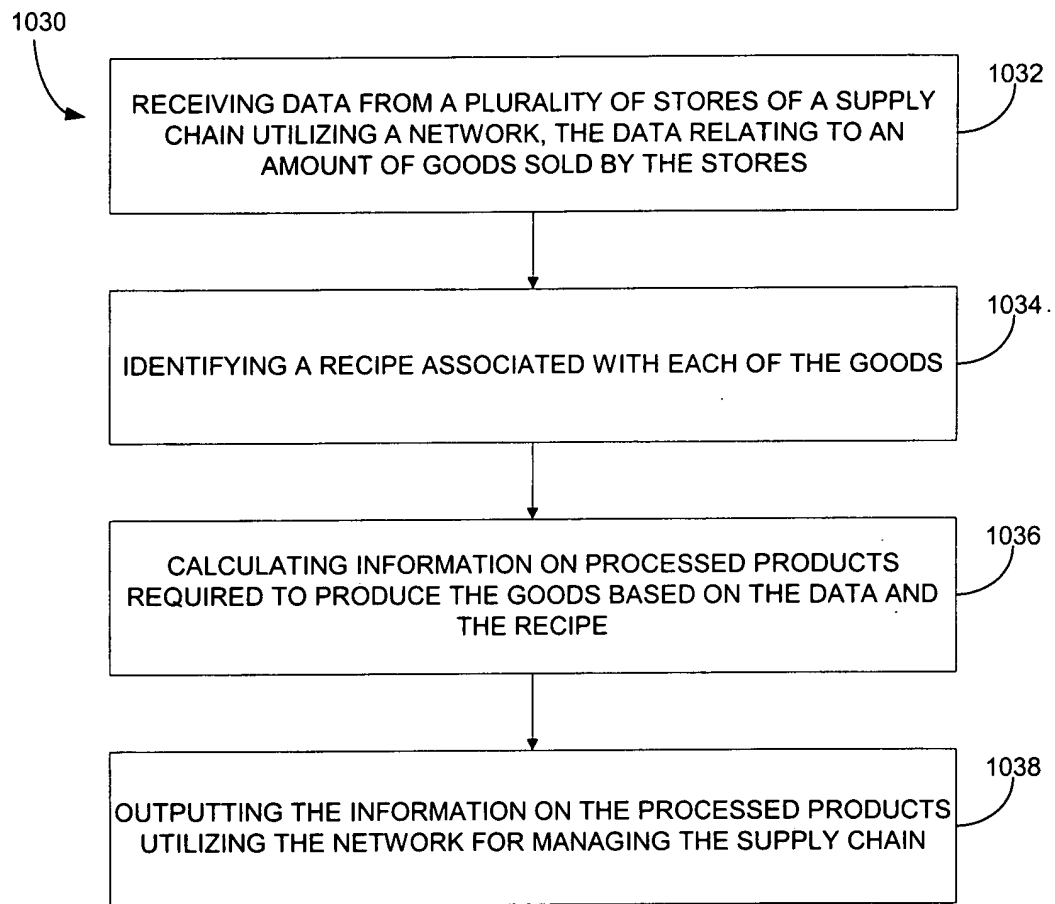 1030
1032
RECEIVING DATA FROM A PLURALITY OF STORES OF A SUPPLY
CHAIN UTILIZING A NETWORK, THE DATA RELATING TO AN
AMOUNT OF GOODS SOLD BY THE STORES
1034
IDENTIFYING A RECIPE ASSOCIATED WITH EACH OF THE GOODS
1036
CALCULATING INFORMATION ON PROCESSED PRODUCTS
REQUIRED TO PRODUCE THE GOODS BASED ON THE DATA AND
THE RECIPE
1038
OUTPUTTING THE INFORMATION ON THE PROCESSED PRODUCTS
UTILIZING THE NETWORK FOR MANAGING THE SUPPLY CHAIN